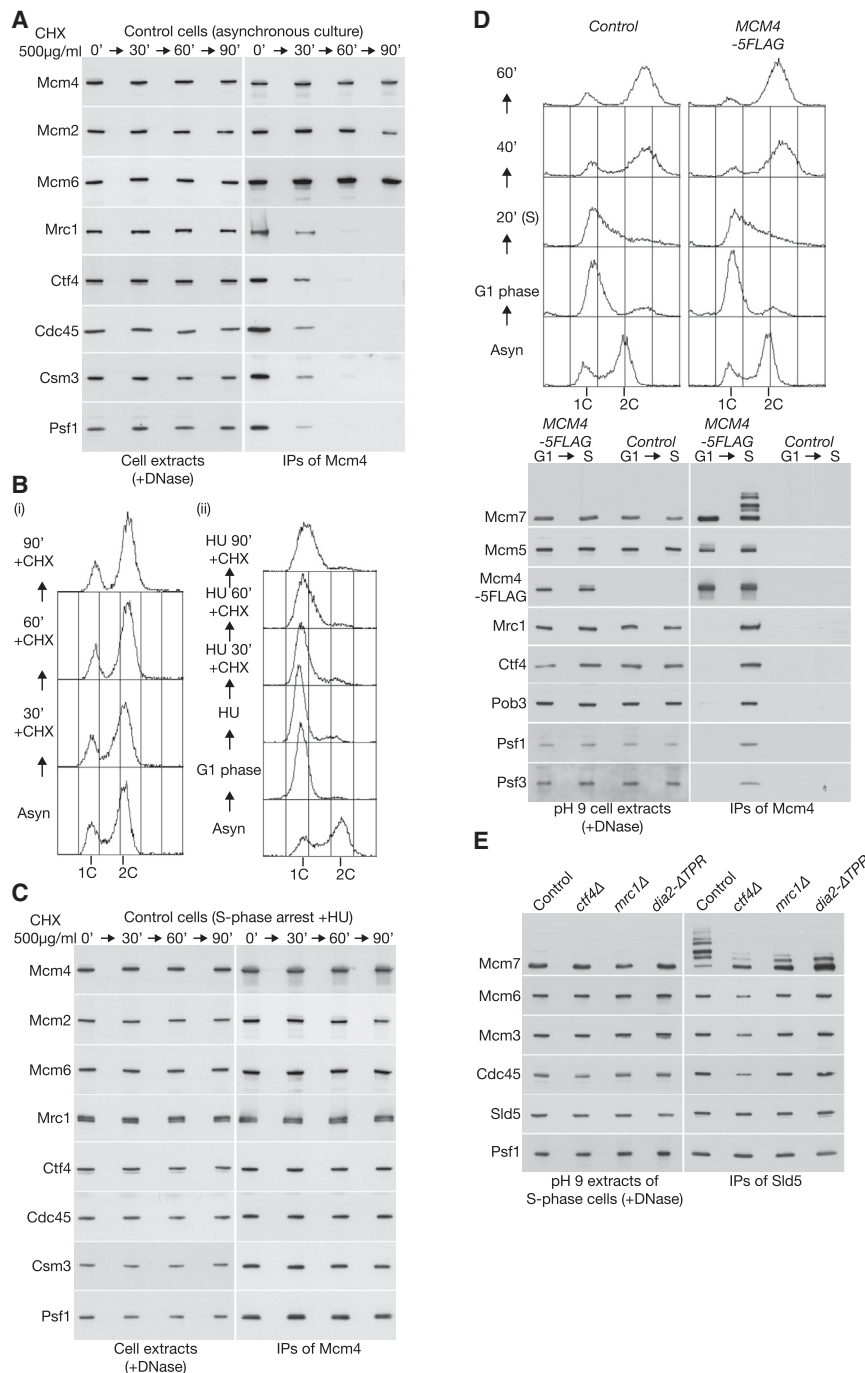 A
CHX
500µg/ml
Control cells (asynchronous culture)
0’ → 30’ → 60’ → 90’ 0’ → 30’ → 60’ → 90’
Mcm4
Mcm2
Mcm6
Mrc1
Ctf4
Cdc45
Csm3
Psf1
Cell extracts
(+DNase)
IPs of Mcm4
B
(i)
90’
+CHX
60’
+CHX
30’
+CHX
Asyn
1C 2C
(ii)
HU 90’
+CHX
HU 60’
+CHX
HU 30’
+CHX
HU
G1 phase
Asyn
1C 2C
C
CHX
500µg/ml
Control cells (S-phase arrest +HU)
0’ → 30’ → 60’ → 90’ 0’ → 30’ → 60’ → 90’
Mcm4
Mcm2
Mcm6
Mrc1
Ctf4
Cdc45
Csm3
Psf1
Cell extracts
(+DNase)
IPs of Mcm4
D
Control
MCM4
-5FLAG
60’
40’
20’ (S)
G1 phase
Asyn
1C 2C 1C 2C
MCM4
-5FLAG
Control
MCM4
-5FLAG
Control
G1 → S G1 → S G1 → S G1 → S
Mcm7
Mcm5
Mcm4
-5FLAG
Mrc1
Ctf4
Pob3
Psf1
Psf3
pH 9 cell extracts
(+DNase)
IPs of Mcm4
E
Control ctf4Δ mrc1Δ dia2-ΔTPR Control ctf4Δ mrc1Δ dia2-ΔTPR
Mcm7
Mcm6
Mcm3
Cdc45
Sld5
Psf1
pH 9 extracts of
S-phase cells (+DNase)
IPs of Sld5